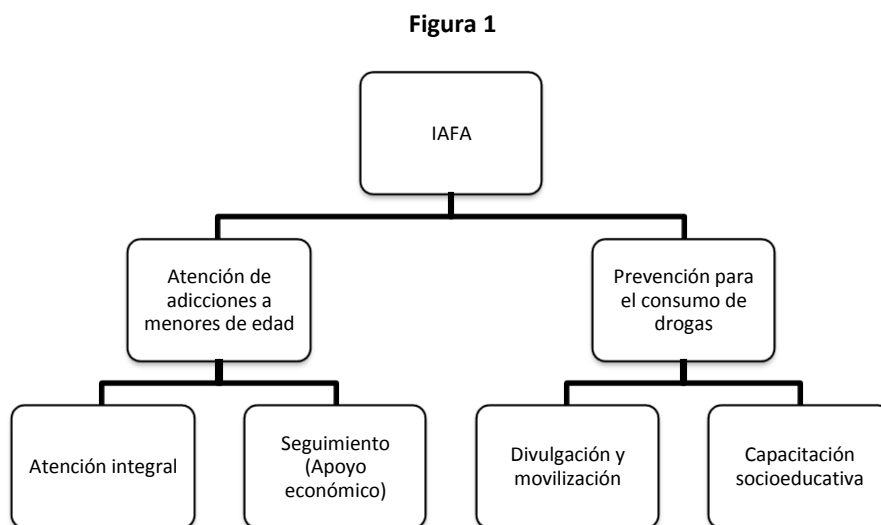 Figura 1
IAFA
Atención de
adicciones a
menores de edad
Prevención para
el consumo de
drogas
Atención integral
Seguimiento
(Apoyo
económico)
Divulgación y
movilización
Capacitación
socioeducativa